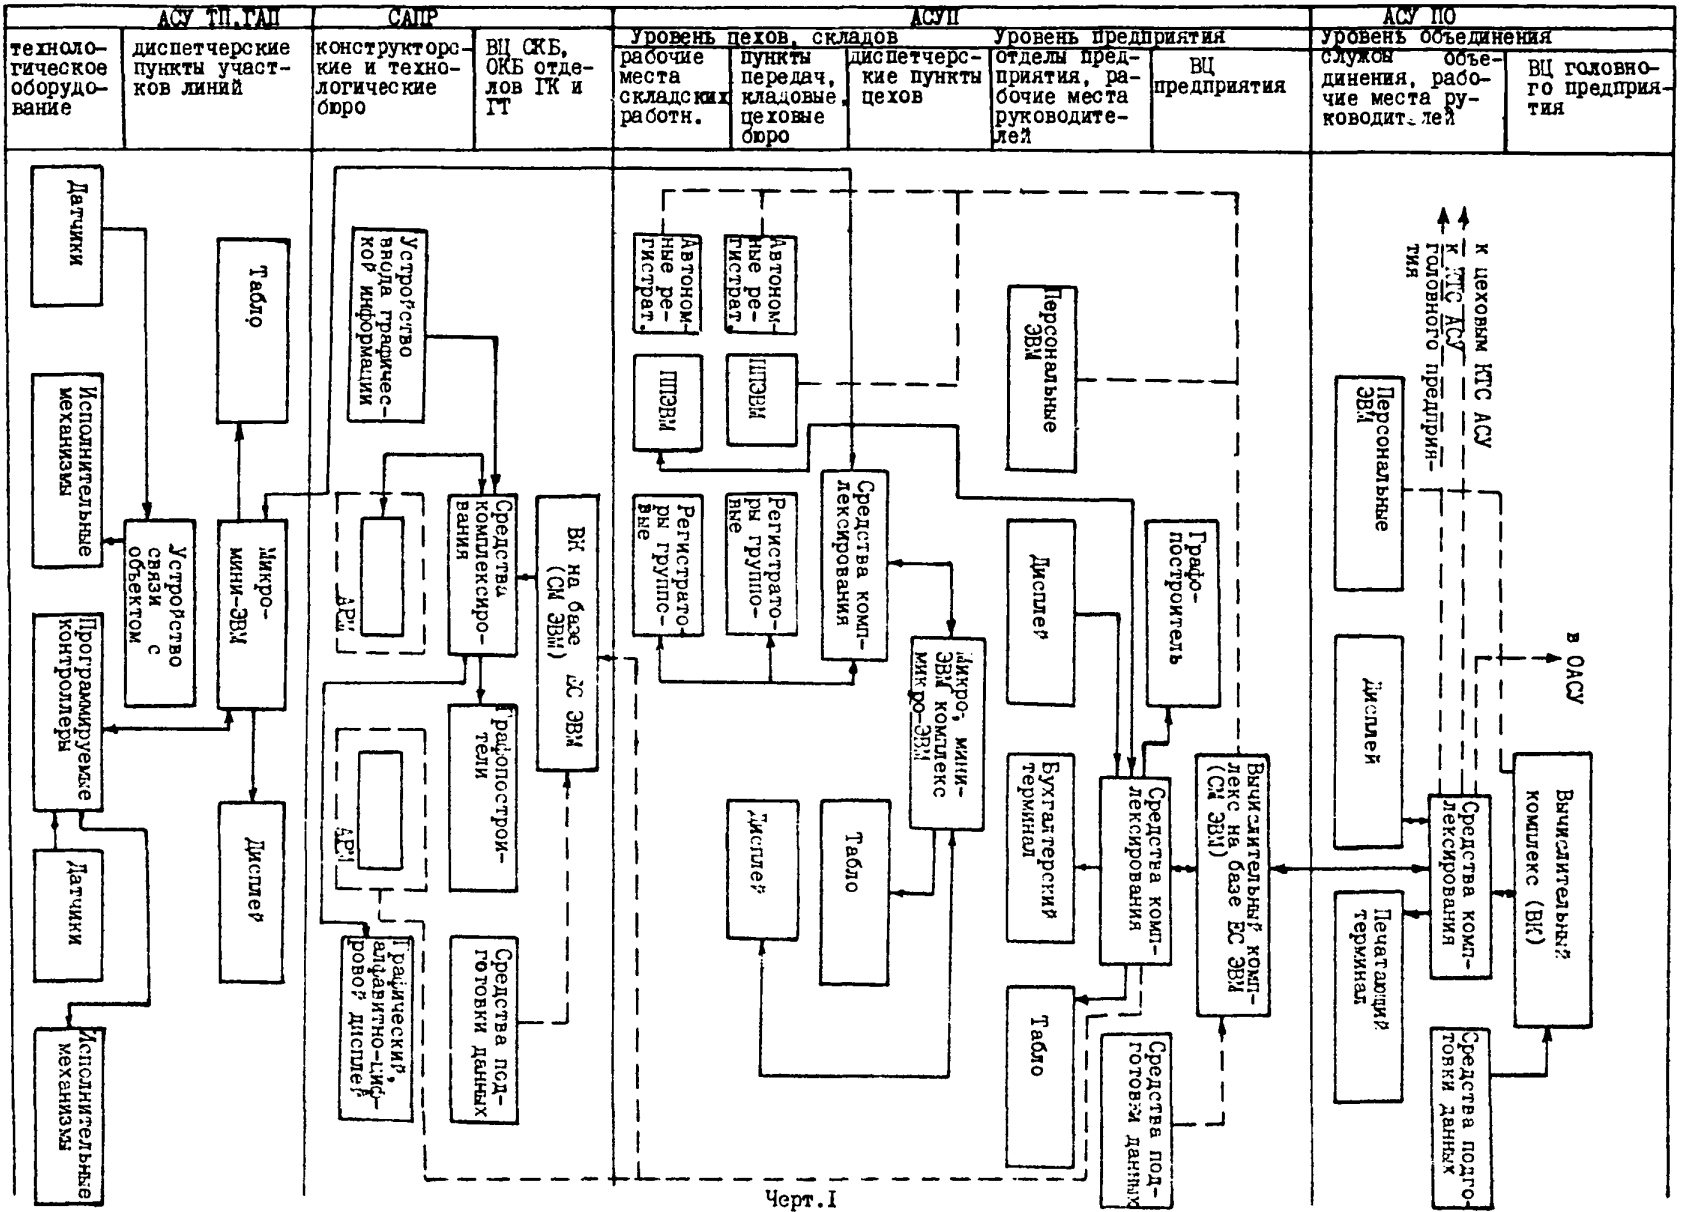 АСУ ТП.ГАП
САПР
АСУП
АСУ ПО
Уровень цехов, складов
Уровень предприятия
Уровень объединения
техноло-
гическое
оборудо-
вание
диспетчерские
пункты участ-
ков линий
конструкторс-
кие и техно-
логические
бюро
ВЦ СКБ,
ОКБ отде-
лов ГК и
ГТ
рабочие
места
складских
работн.
пункты
передач,
кладовые,
цеховые
бюро
диспетчерс-
кие пункты
цехов
отделы пред-
приятия, ра-
бочие места
руководите-
лей
ВЦ
предприятия
службы объе-
динения, рабо-
чие места ру-
ководителей
ВЦ головно-
го предприя-
тия
Датчики
Исполнительные
механизмы
Программируемые
контроллеры
Датчики
Исполнительные
механизмы
Устройство
связи с
объектом
Табло
Микро-
мини-ЭВМ
Дисплей
Устройство
ввода графичес-
кой информации
АРМ
АРМ
Графический,
алфавитно-циф-
ровой дисплей
Средства
комплексиро-
вания
Графопострои-
тели
Средства под-
готовки данных
ВК на базе ЕС ЭВМ
(СМ ЭВМ)
Автоном-
ные ре-
гистрат.
ППЭВМ
Регистрато-
ры группо-
вые
Автоном-
ные ре-
гистрат.
ППЭВМ
Регистрато-
ры группо-
вые
Дисплей
Средства комп-
лексирования
Табло
Микро-, мини-
ЭВМ комплекс
микро-ЭВМ
Персональные
ЭВМ
Дисплей
Бухгалтерский
терминал
Табло
Средства комп-
лексирования
Средства под-
готовки данных
Графо-
построитель
Вычислительный комп-
лекс на базе ЕС ЭВМ
(СМ ЭВМ)
к цеховым КТС АСУ
к КТС АСУ
головного предприя-
тия
Персональные
ЭВМ
Дисплей
Печатающий
терминал
Средства комп-
лексирования
Средства подго-
товки данных
в ОАСУ
Вычислительный
комплекс (ВК)
Черт.I